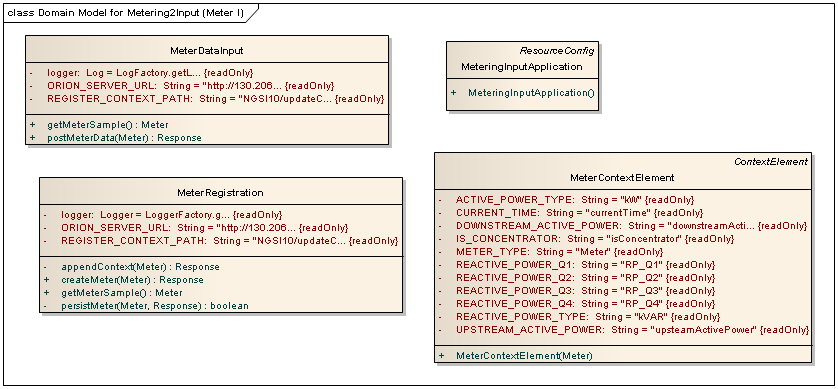 class Domain Model for Metering2Input (Meter I)
MeterDataInput
- logger: Log = LogFactory.getL... {readOnly}
- ORION_SERVER_URL: String = "http://130.206... {readOnly}
- REGISTER_CONTEXT_PATH: String = "NGSI10/updateC... {readOnly}
+ getMeterSample() : Meter
+ postMeterData(Meter) : Response
ResourceConfig
MeteringInputApplication
+ MeteringInputApplication()
MeterRegistration
- logger: Logger = LoggerFactory.g... {readOnly}
- ORION_SERVER_URL: String = "http://130.206... {readOnly}
- REGISTER_CONTEXT_PATH: String = "NGSI10/updateC... {readOnly}
- appendContext(Meter) : Response
+ createMeter(Meter) : Response
+ getMeterSample() : Meter
- persistMeter(Meter, Response) : boolean
ContextElement
MeterContextElement
- ACTIVE_POWER_TYPE: String = "kW" {readOnly}
- CURRENT_TIME: String = "currentTime" {readOnly}
- DOWNSTREAM_ACTIVE_POWER: String = "downstreamActi... {readOnly}
- IS_CONCENTRATOR: String = "isConcentrator" {readOnly}
- METER_TYPE: String = "Meter" {readOnly}
- REACTIVE_POWER_Q1: String = "RP_Q1" {readOnly}
- REACTIVE_POWER_Q2: String = "RP_Q2" {readOnly}
- REACTIVE_POWER_Q3: String = "RP_Q3" {readOnly}
- REACTIVE_POWER_Q4: String = "RP_Q4" {readOnly}
- REACTIVE_POWER_TYPE: String = "kVAR" {readOnly}
- UPSTREAM_ACTIVE_POWER: String = "upsteamActivePower" {readOnly}
+ MeterContextElement(Meter)